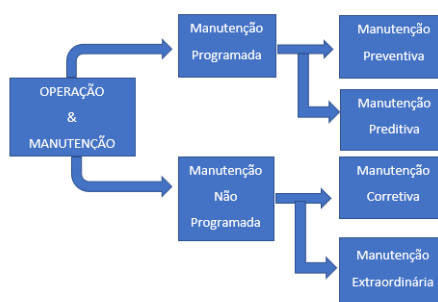 OPERAÇÃO
&
MANUTENÇÃO
Manutenção
Programada
Manutenção
Preventiva
Manutenção
Preditiva
Manutenção
Não
Programada
Manutenção
Corretiva
Manutenção
Extraordinária